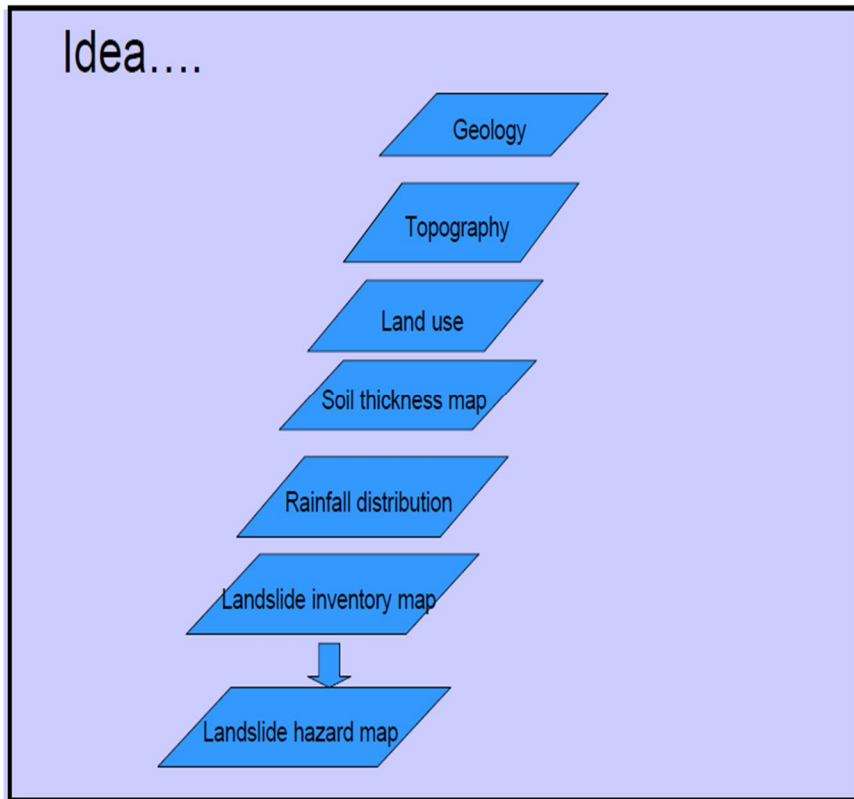 Idea....
Geology
Topography
Land use
Soil thickness map
Rainfall distribution
Landslide inventory map
Landslide hazard map